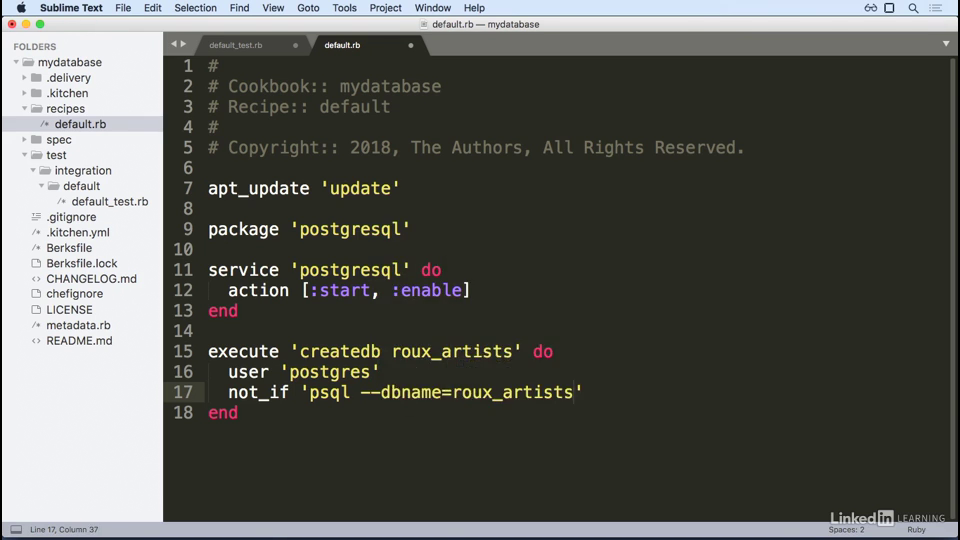 Sublime Text File Edit Selection Find Goto Tools Project Window Help
default.rb — mydatabase
FOLDERS
mydatabase
.delivery
.kitchen
recipes
default.rb
spec
test
integration
default
default_test.rb
.gitignore
.kitchen.yml
Berksfile
Berksfile.lock
CHANGELOG.md
chefignore
LICENSE
metadata.rb
README.md
default_test.rb default.rb
1 #
2 # Cookbook:: mydatabase
3 # Recipe:: default
4 #
5 # Copyright:: 2018, The Authors, All Rights Reserved.
6
7 apt_update 'update'
8
9 package 'postgresql'
10
11 service 'postgresql' do
12 action [:start, :enable]
13 end
14
15 execute 'createdb roux_artists' do
16 user 'postgres'
17 not_if 'psql --dbname=roux_artists'
18 end
Linked in LEARNING
Line 17, Column 37 Spaces: 2 Ruby